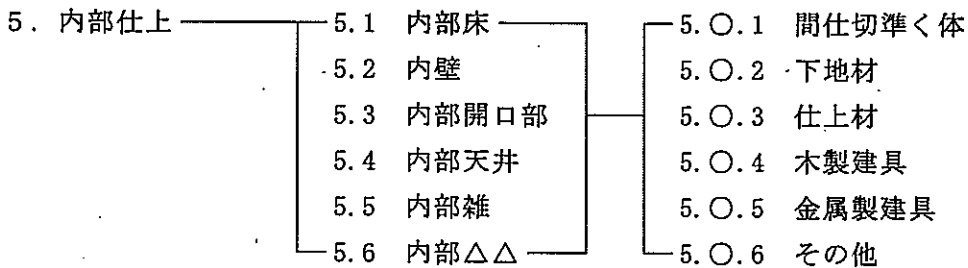 5. 内部仕上 5.1 内部床 5.○.1 間仕切準く体
5.2 内壁 5.○.2 下地材
5.3 内部開口部 5.○.3 仕上材
5.4 内部天井 5.○.4 木製建具
5.5 内部雑 5.○.5 金属製建具
5.6 内部△△ 5.○.6 その他